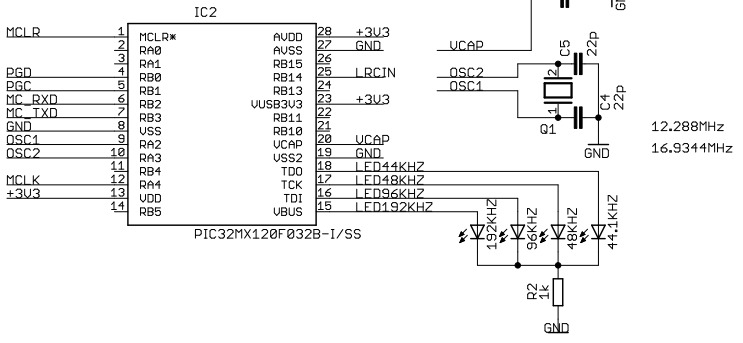 IC2
MCLR 1 MCLR* AVDD 28 +3V3
2 RA0 AVSS 27 GND
3 RA1 RB15 26
PGD 4 RB0 RB14 25 LRCIN
PGC 5 RB1 RB13 24
MC_RXD 6 RB2 VUSB3V3 23 +3V3
MC_TXD 7 RB3 RB11 22
GND 8 VSS RB10 21
OSC1 9 RA2 VCAP 20 VCAP
OSC2 10 RA3 VSS2 19 GND
11 RB4 TDO 18 LED44KHZ
MCLK 12 RA4 TCK 17 LED48KHZ
+3V3 13 VDD TDI 16 LED96KHZ
14 RB5 VBUS 15 LED192KHZ
PIC32MX120F032B-I/SS
VCAP
OSC2
OSC1
C5
22p
2
1
Q1
C4
22p
GND
12.288MHz
16.9344MHz
192KHZ
96KHZ
48KHZ
44.1KHZ
R2
1k
GND